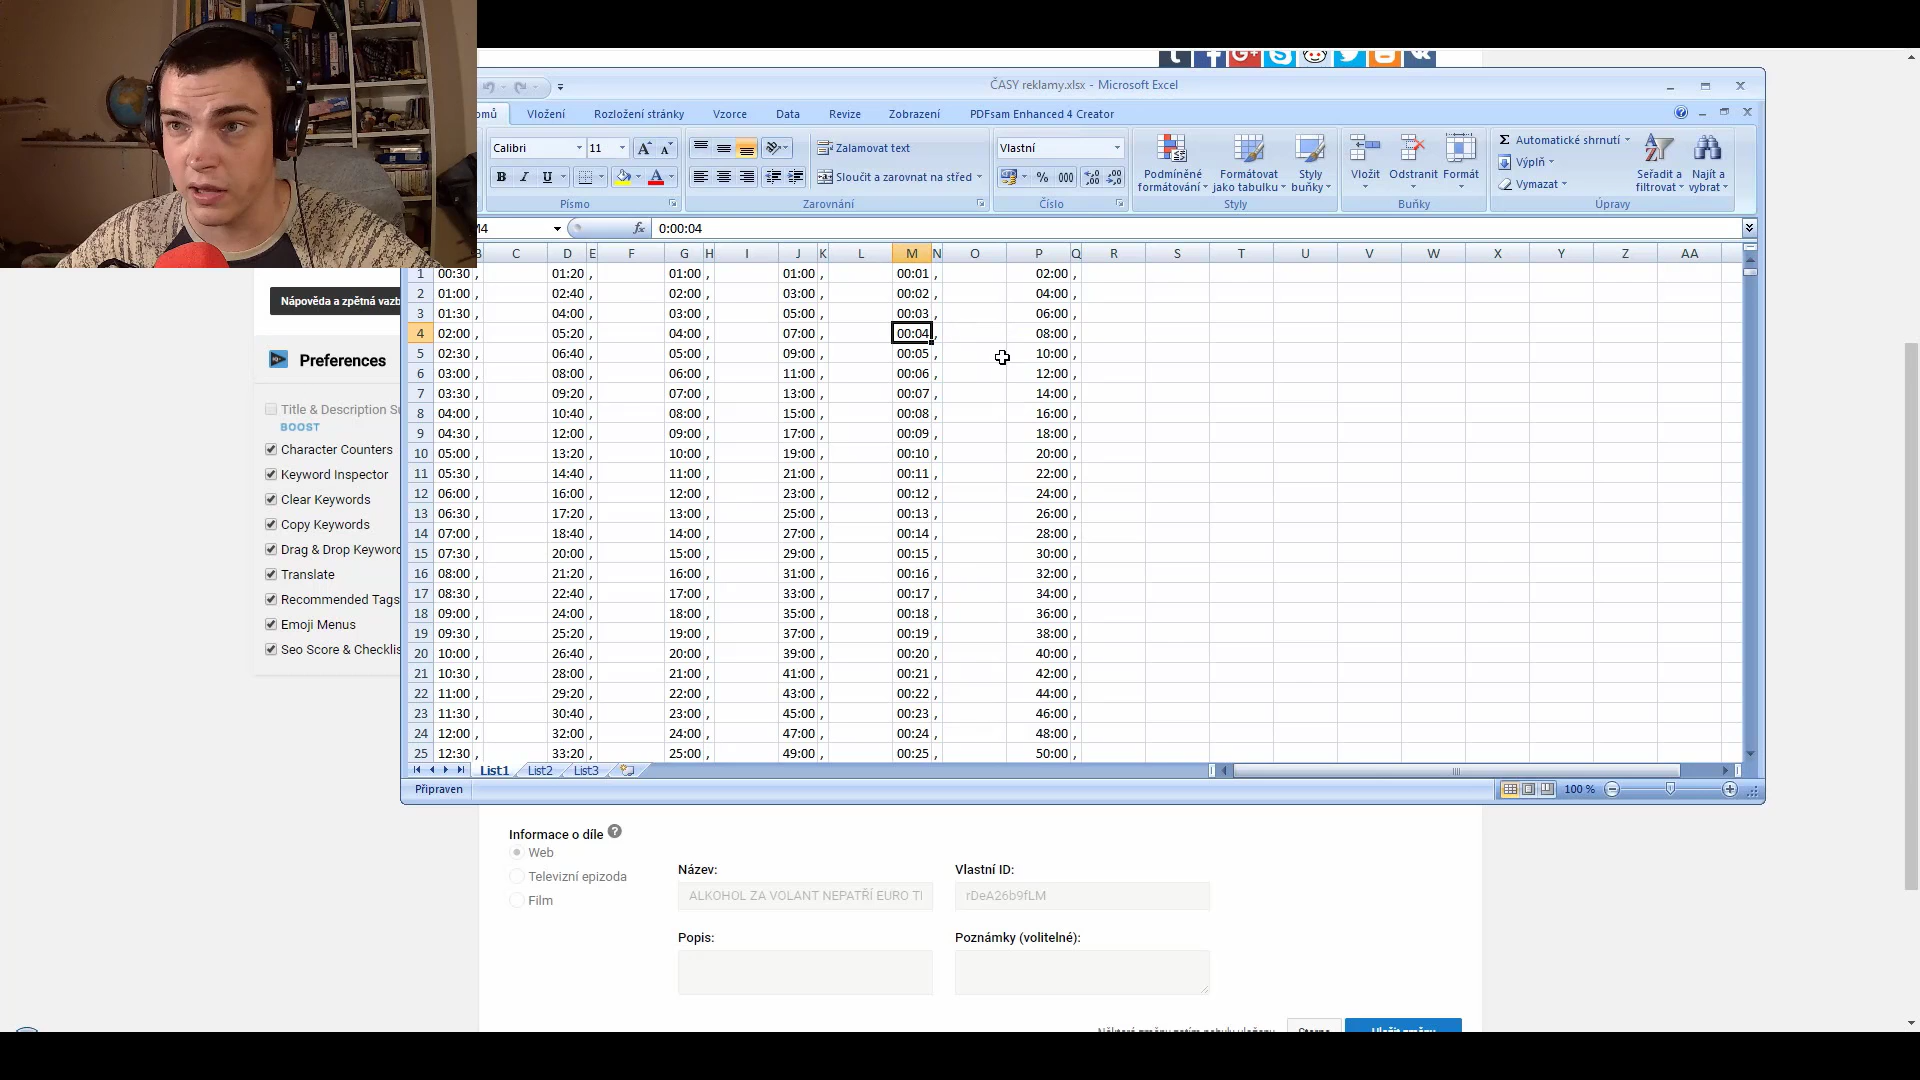 ČASY reklamy.xlsx - Microsoft Excel
Vložení Rozložení stránky Vzorce Data Revize Zobrazení PDFsam Enhanced 4 Creator
Calibri 11 Zalamovat text Vlastní Automatické shrnutí
Výplň
Sloučit a zarovnat na střed % 000 Vymazat
Podmíněné formátování Formátovat jako tabulku Styly buňky Vložit Odstranit Formát Seřadit a filtrovat Najít a vybrat
Písmo Zarovnání Číslo Styly Buňky Úpravy
M4 fx 0:00:04
B C D E F G H I J K L M N O P Q R S T U V W X Y Z AA
1 00:30 , 01:20 , 01:00 , 01:00 , 00:01 , 02:00 ,
2 01:00 , 02:40 , 02:00 , 03:00 , 00:02 , 04:00 ,
3 01:30 , 04:00 , 03:00 , 05:00 , 00:03 , 06:00 ,
4 02:00 , 05:20 , 04:00 , 07:00 , 00:04 , 08:00 ,
5 02:30 , 06:40 , 05:00 , 09:00 , 00:05 , 10:00 ,
6 03:00 , 08:00 , 06:00 , 11:00 , 00:06 , 12:00 ,
7 03:30 , 09:20 , 07:00 , 13:00 , 00:07 , 14:00 ,
8 04:00 , 10:40 , 08:00 , 15:00 , 00:08 , 16:00 ,
9 04:30 , 12:00 , 09:00 , 17:00 , 00:09 , 18:00 ,
10 05:00 , 13:20 , 10:00 , 19:00 , 00:10 , 20:00 ,
11 05:30 , 14:40 , 11:00 , 21:00 , 00:11 , 22:00 ,
12 06:00 , 16:00 , 12:00 , 23:00 , 00:12 , 24:00 ,
13 06:30 , 17:20 , 13:00 , 25:00 , 00:13 , 26:00 ,
14 07:00 , 18:40 , 14:00 , 27:00 , 00:14 , 28:00 ,
15 07:30 , 20:00 , 15:00 , 29:00 , 00:15 , 30:00 ,
16 08:00 , 21:20 , 16:00 , 31:00 , 00:16 , 32:00 ,
17 08:30 , 22:40 , 17:00 , 33:00 , 00:17 , 34:00 ,
18 09:00 , 24:00 , 18:00 , 35:00 , 00:18 , 36:00 ,
19 09:30 , 25:20 , 19:00 , 37:00 , 00:19 , 38:00 ,
20 10:00 , 26:40 , 20:00 , 39:00 , 00:20 , 40:00 ,
21 10:30 , 28:00 , 21:00 , 41:00 , 00:21 , 42:00 ,
22 11:00 , 29:20 , 22:00 , 43:00 , 00:22 , 44:00 ,
23 11:30 , 30:40 , 23:00 , 45:00 , 00:23 , 46:00 ,
24 12:00 , 32:00 , 24:00 , 47:00 , 00:24 , 48:00 ,
25 12:30 , 33:20 , 25:00 , 49:00 , 00:25 , 50:00 ,
List1 List2 List3
Připraven 100 %
Nápověda a zpětná vazb
Preferences
Title & Description Su
BOOST
Character Counters
Keyword Inspector
Clear Keywords
Copy Keywords
Drag & Drop Keyword
Translate
Recommended Tags
Emoji Menus
Seo Score & Checklis
Informace o díle ?
Web
Televizní epizoda
Film
Název: Vlastní ID:
ALKOHOL ZA VOLANT NEPATŘÍ EURO TI rDeA26b9fLM
Popis: Poznámky (volitelné):